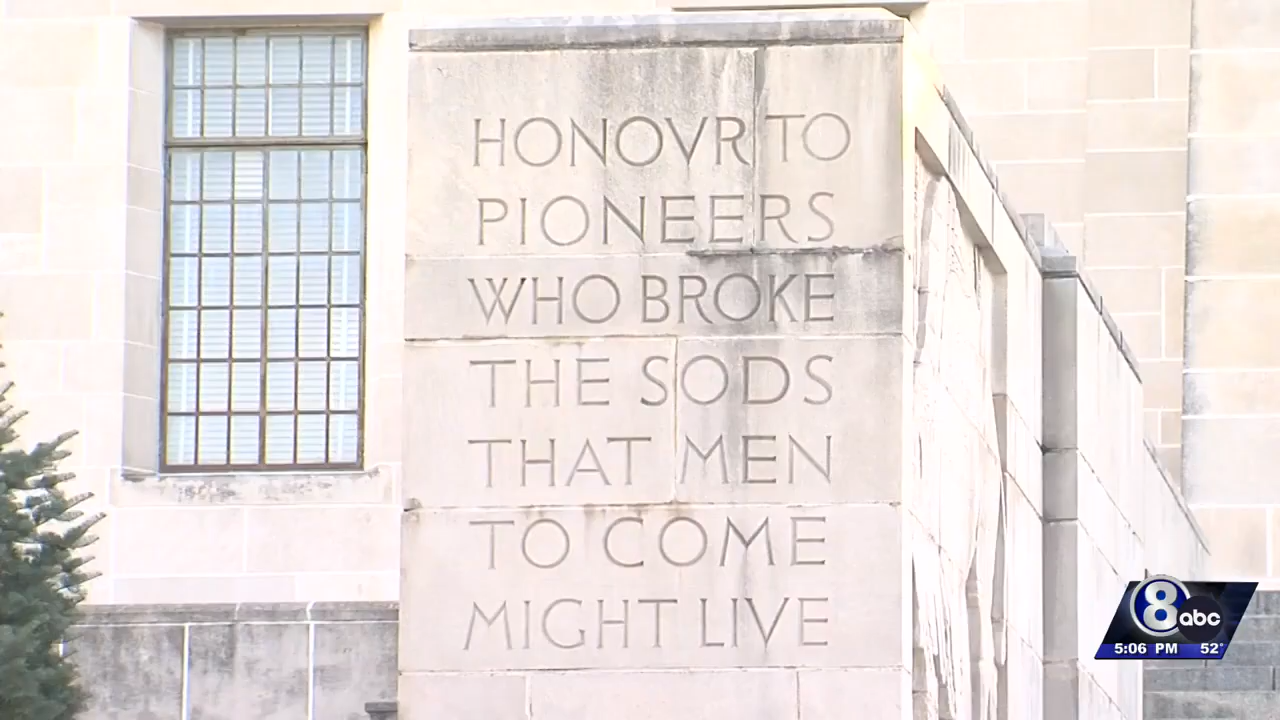 HONOVR TO
PIONEERS
WHO BROKE
THE SODS
THAT MEN
TO COME
MIGHT LIVE
8 abc
5:06 PM 52°